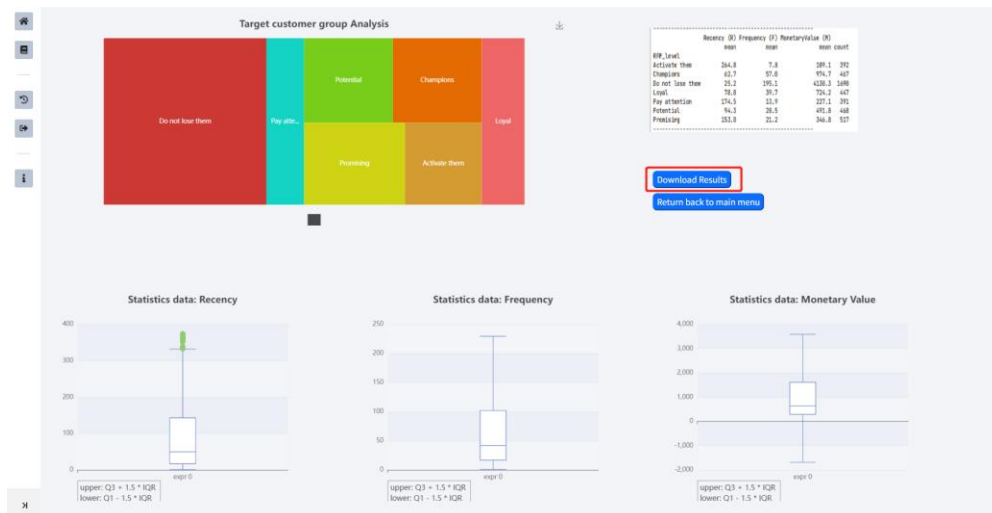 Target customer group Analysis
Do not lose them
Pay atte...
Potential
Champions
Promising
Activate them
Loyal
Recency (R) Frequency (F) MonetaryValue (M)
mean mean mean count
RFM_level
Activate them 264.8 7.8 109.1 392
Champions 62.7 57.0 974.7 467
Do not lose them 25.2 195.1 4130.3 1698
Loyal 78.8 39.7 724.2 447
Pay attention 174.5 13.9 227.1 391
Potential 94.3 28.5 491.8 468
Promising 153.8 21.2 346.8 517
Download Results
Return back to main menu
Statistics data: Recency
400
300
200
100
0
expr 0
upper: Q3 + 1.5 * IQR
lower: Q1 - 1.5 * IQR
Statistics data: Frequency
250
200
150
100
50
0
expr 0
upper: Q3 + 1.5 * IQR
lower: Q1 - 1.5 * IQR
Statistics data: Monetary Value
4,000
3,000
2,000
1,000
0
-1,000
-2,000
expr 0
upper: Q3 + 1.5 * IQR
lower: Q1 - 1.5 * IQR